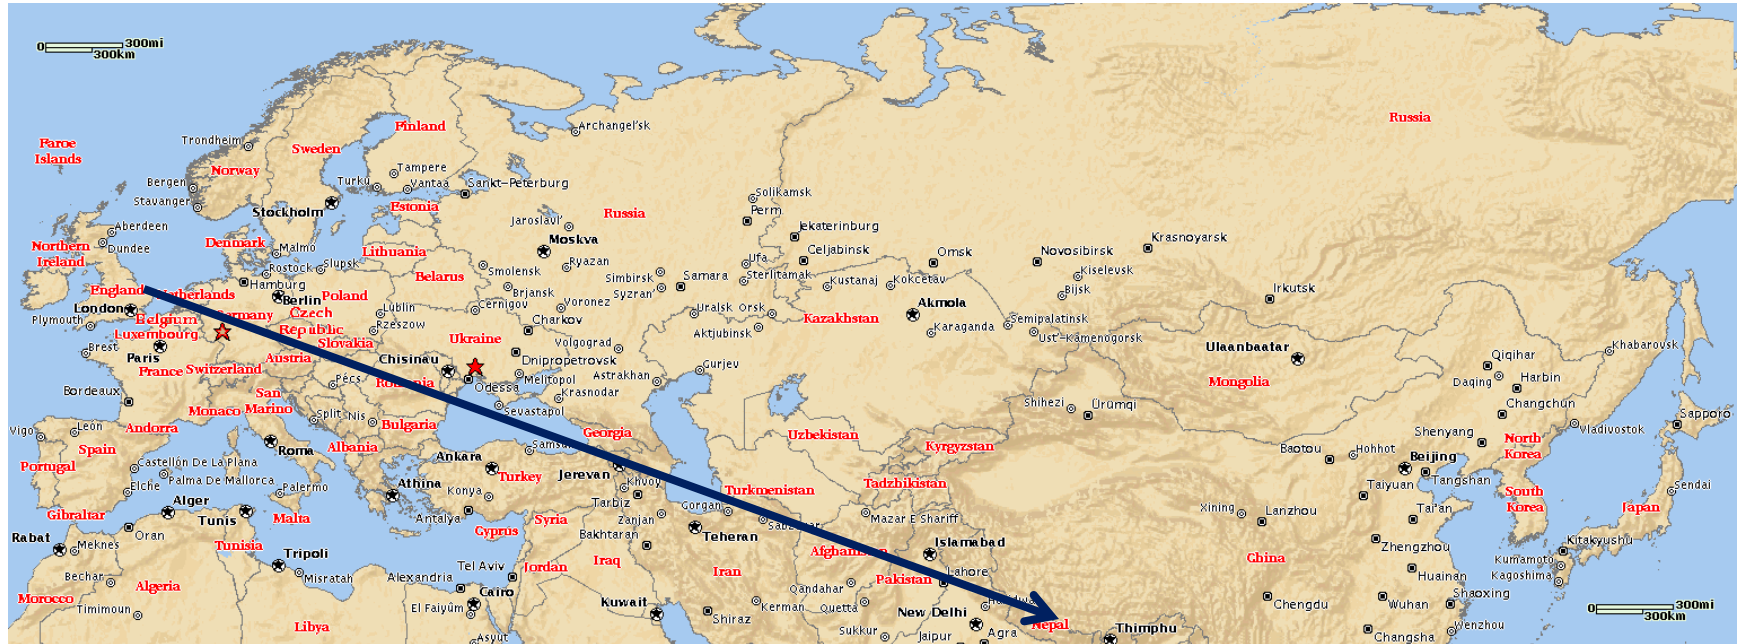 0 300mi
300km
Faroe
Islands
Trondheim
Finland
Archangel'sk
Russia
Sweden
Norway
Tampere
Bergen
Turku
Vantaa
Sankt-Peterburg
Stavanger
Stockholm
Estonia
Russia
Solikamsk
Perm
Jaroslavl'
Jekaterinburg
Krasnoyarsk
Aberdeen
Dundee
Northern
Ireland
Denmark
Malmo
Lithuania
Moskva
Ryazan
Celjabinsk
Omsk
Novosibirsk
Rostock
Slupsk
Belarus
Smolensk
Simbirsk
Samara
Ufa
Sterlitamak
Kiselevsk
England
Netherlands
Hamburg
Berlin
Poland
Brjansk
Syzran'
Kustanaj
Kokcetav
Bijsk
Irkutsk
London
Plymouth
Belgium
Germany
Czech
Republic
Lublin
Rzeszow
Cernigov
Voronez
Uralsk
Orsk
Akmola
Luxembourg
Slovakia
Ukraine
Charkov
Aktjubinsk
Kazakhstan
Karaganda
Semipalatinsk
Ust'-Kamenogorsk
Brest
Paris
Austria
Chisinau
Volgograd
Dnipropetrovsk
Ulaanbaatar
Qiqihar
Khabarovsk
France
Switzerland
Pécs
Romania
Odessa
Melitopol
Astrakhan
Gurjev
Mongolia
Daqing
Harbin
Bordeaux
San
Marino
Monaco
Krasnodar
Sevastapol
Shihezi
Ürümqi
Changchun
Sapporo
Vigo
León
Andorra
Split
Nis
Bulgaria
Georgia
Uzbekistan
Kyrgyzstan
Shenyang
Vladivostok
Spain
Roma
Albania
Ankara
Baotou
Hohhot
Beijing
North
Korea
Portugal
Castellón De La Plana
Palma De Mallorca
Turkey
Jerevan
Khvoy
Turkmenistan
Tadzbikistan
Taiyuan
Tangshan
Sendai
Elche
Alger
Palermo
Athina
Konya
Tarbiz
Gorgan
South
Korea
Japan
Gibraltar
Tunis
Malta
Antalya
Cyprus
Syria
Zanjan
Teheran
Mazar E Shariff
Xining
Lanzhou
Tai'an
Rabat
Meknes
Oran
Tunisia
Tripoli
Bakhtaran
Islamabad
Zhengzhou
Kitakyushu
Bechar
Algeria
Misratah
Alexandria
Tel Aviv
Jordan
Iraq
Iran
Pakistan
Lahore
China
Huainan
Kumamoto
Kagoshima
Morocco
Timimoun
El Faiyûm
Cairo
Kuwait
Shiraz
Kerman
Qandahar
Quetta
New Delhi
Chengdu
Wuhan
Shaoxing
0 300mi
300km
Libya
Asyut
Sukkur
Jaipur
Agra
Nepal
Thimphu
Changsha
Wenzhou